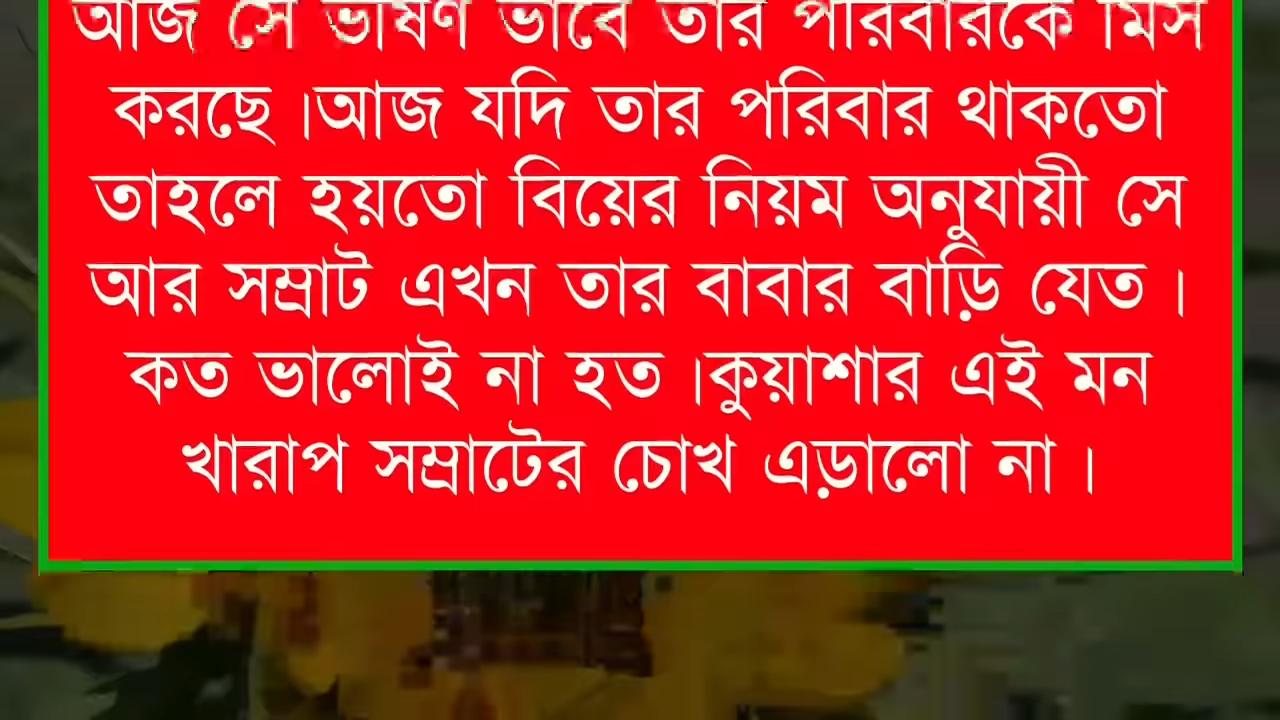 আজ সে ভীষণ ভাবে তার পরিবারকে মিস
করছে।আজ যদি তার পরিবার থাকতো
তাহলে হয়তো বিয়ের নিয়ম অনুযায়ী সে
আর সম্রাট এখন তার বাবার বাড়ি যেত।
কত ভালোই না হত।কুয়াশার এই মন
খারাপ সম্রাটের চোখ এড়ালো না।